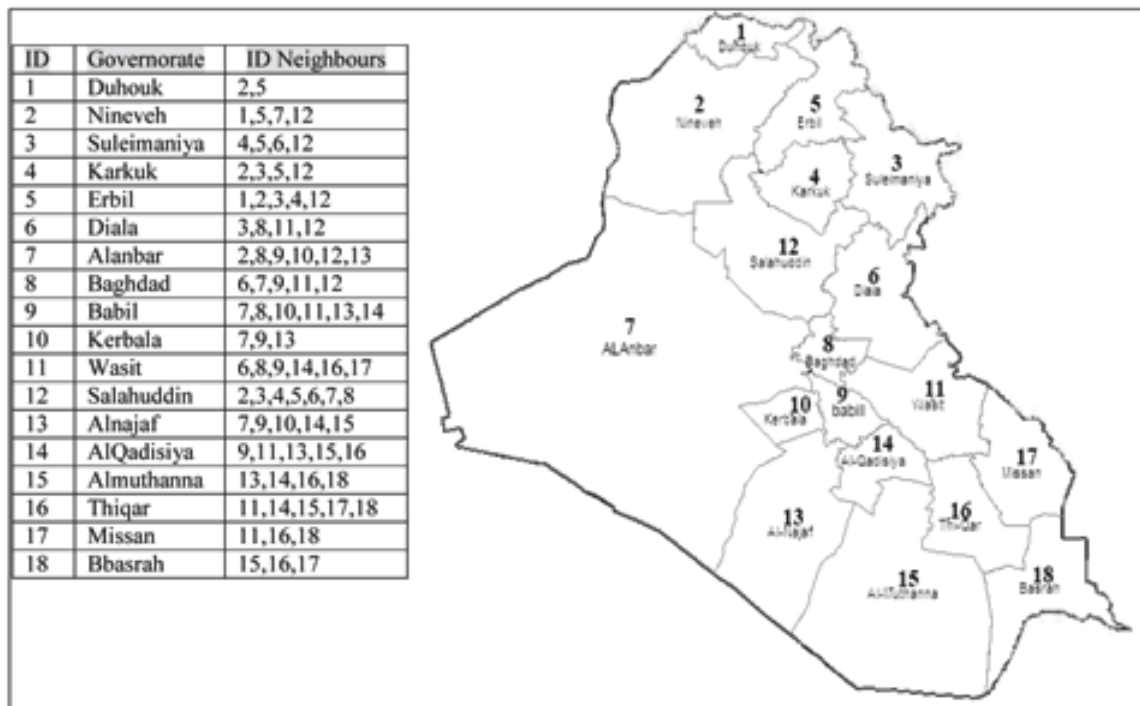 ID Governorate ID Neighbours
1 Duhouk 2,5
2 Nineveh 1,5,7,12
3 Suleimaniya 4,5,6,12
4 Karkuk 2,3,5,12
5 Erbil 1,2,3,4,12
6 Diala 3,8,11,12
7 Alanbar 2,8,9,10,12,13
8 Baghdad 6,7,9,11,12
9 Babil 7,8,10,11,13,14
10 Kerbala 7,9,13
11 Wasit 6,8,9,14,16,17
12 Salahuddin 2,3,4,5,6,7,8
13 Alnajaf 7,9,10,14,15
14 AlQadisiya 9,11,13,15,16
15 Almuthanna 13,14,16,18
16 Thiqar 11,14,15,17,18
17 Missan 11,16,18
18 Bbasrah 15,16,17
1
Duhouk
2
Nineveh
5
Erbil
4
Karkuk
3
Suleimaniya
12
Salahuddin
6
Diala
7
ALAnbar
8
Baghdad
9
babill
10
Kerbala
11
Wasit
14
Al-Qadisiya
17
Missan
13
Al-Najaf
16
Thi-Qar
15
Al-Muthanna
18
Basrah